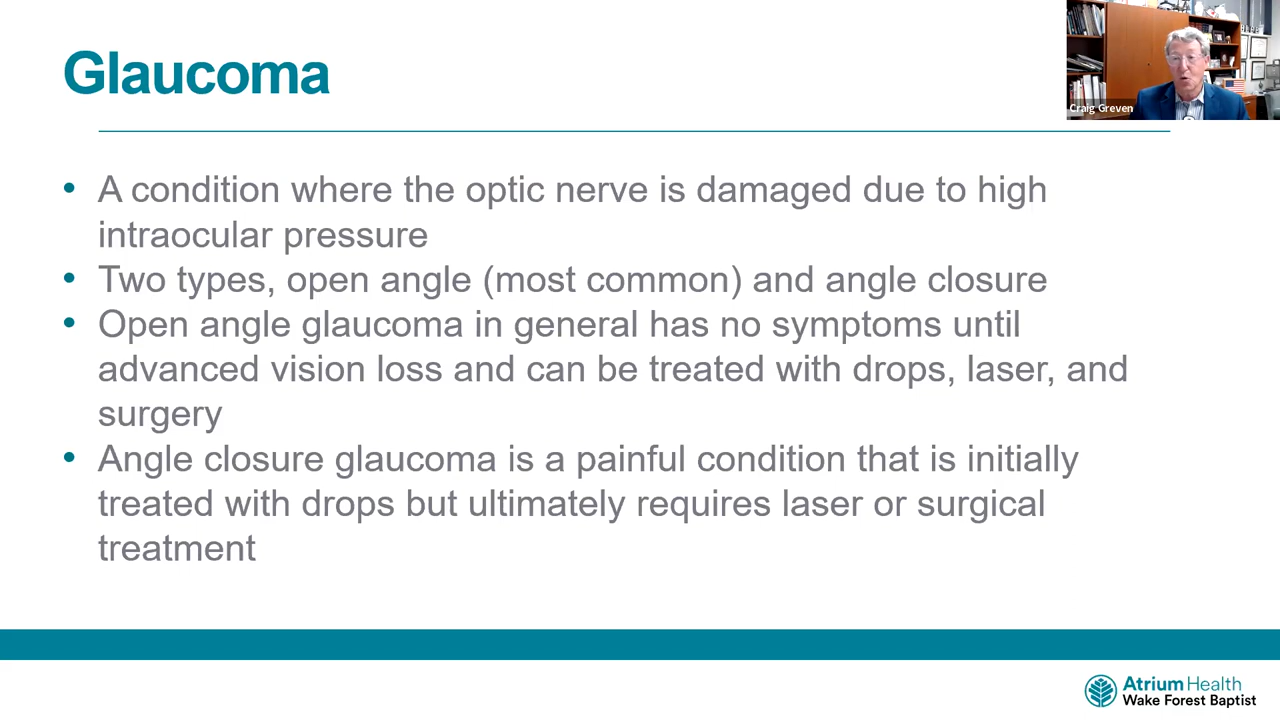 Glaucoma
Craig Greven
• A condition where the optic nerve is damaged due to high
intraocular pressure
• Two types, open angle (most common) and angle closure
• Open angle glaucoma in general has no symptoms until
advanced vision loss and can be treated with drops, laser, and
surgery
• Angle closure glaucoma is a painful condition that is initially
treated with drops but ultimately requires laser or surgical
treatment
Atrium Health
Wake Forest Baptist